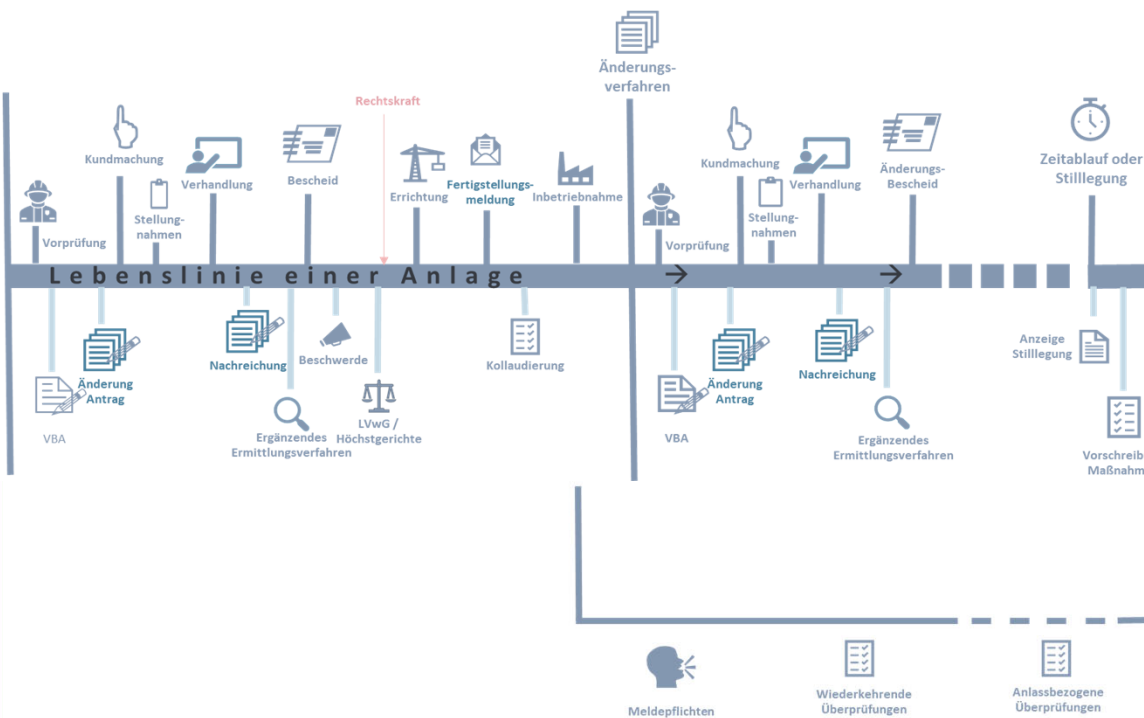 Änderungs-
verfahren
Rechtskraft
Kundmachung
Verhandlung
Bescheid
Errichtung
Fertigstellungs-
meldung
Inbetriebnahme
Stellung-
nahmen
Vorprüfung
Kundmachung
Verhandlung
Änderungs-
Bescheid
Stellung-
nahmen
Vorprüfung
Zeitablauf oder
Stilllegung
Lebenslinie einer Anlage
VBA
Änderung
Antrag
Nachreichung
Ergänzendes
Ermittlungsverfahren
Beschwerde
LVwG /
Höchstgerichte
Kollaudierung
VBA
Änderung
Antrag
Nachreichung
Ergänzendes
Ermittlungsverfahren
Anzeige
Stilllegung
Vorschreib
Maßnahm
Meldepflichten
Wiederkehrende
Überprüfungen
Anlassbezogene
Überprüfungen